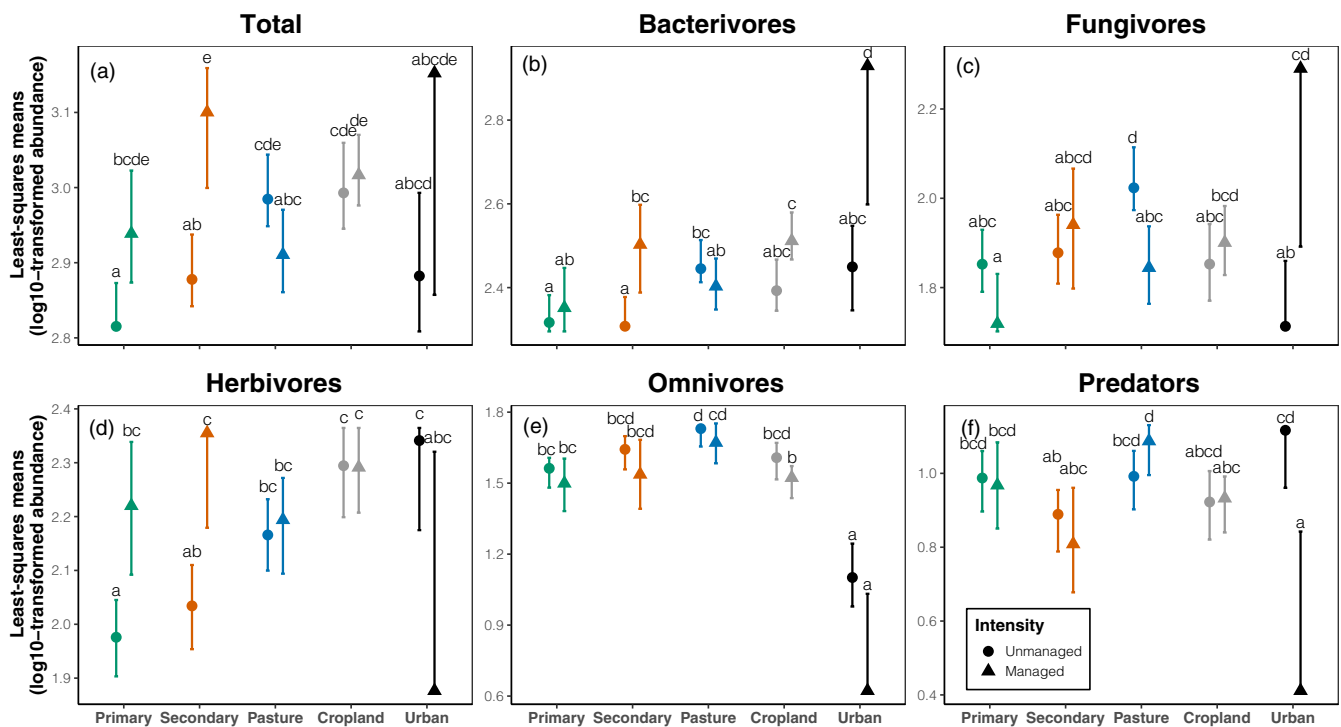 Total
Bacterivores
Fungivores
Least−squares means
(log10−transformed abundance)
(a)
3.1
3.0
2.9
2.8
a
bcde
ab
e
cde
abc
cde
de
abcd
abcde
(b)
2.8
2.6
2.4
a
ab
a
bc
bc
ab
abc
c
abc
d
(c)
2.2
2.0
1.8
abc
a
abc
abcd
d
abc
abc
bcd
ab
cd
Herbivores
Omnivores
Predators
Least−squares means
(log10−transformed abundance)
(d)
2.4
2.3
2.2
2.1
2.0
1.9
a
bc
ab
c
bc
bc
c
c
c
abc
Primary Secondary Pasture Cropland Urban
(e)
1.8
1.5
1.2
0.9
0.6
bc
bc
bcd
bcd
d
cd
bcd
b
a
a
Primary Secondary Pasture Cropland Urban
(f)
1.0
0.8
0.6
0.4
bcd
bcd
ab
abc
bcd
d
abcd
abc
cd
a
Intensity
Unmanaged
Managed
Primary Secondary Pasture Cropland Urban